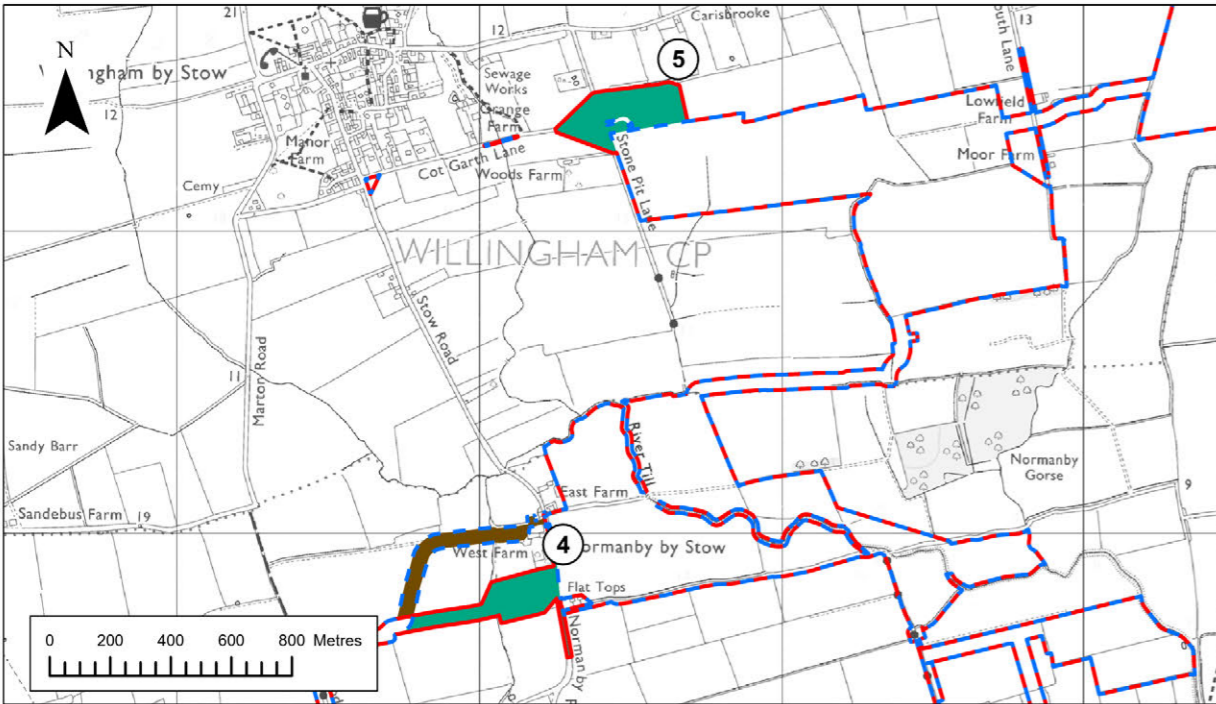 21
12
Carisbrooke
South Lane
13
5
N
Willingham by Stow
Sewage
Works
12
Grange
Farm
Lowfield
Farm
Manor
Farm
Cot Garth Lane
Woods Farm
Stone Pit Lane
Moor Farm
Cemy
WILLINGHAM CP
Stow Road
Marton Road
11
Sandy Barr
River Till
Normanby
Gorse
East Farm
9
Sandebus Farm
19
4
West Farm
Normanby by Stow
Flat Tops
Normanby
0 200 400 600 800 Metres